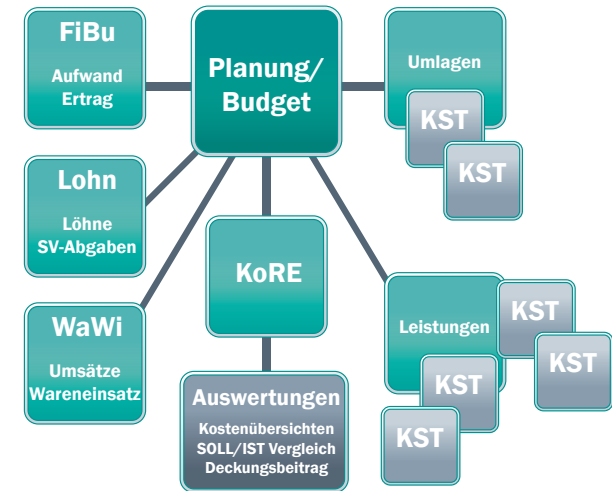 FiBu
Aufwand
Ertrag
Planung/
Budget
Umlagen
KST
KST
Lohn
Löhne
SV-Abgaben
KoRE
WaWi
Umsätze
Wareneinsatz
Leistungen
KST
KST
KST
KST
Auswertungen
Kostenübersichten
SOLL/IST Vergleich
Deckungsbeitrag